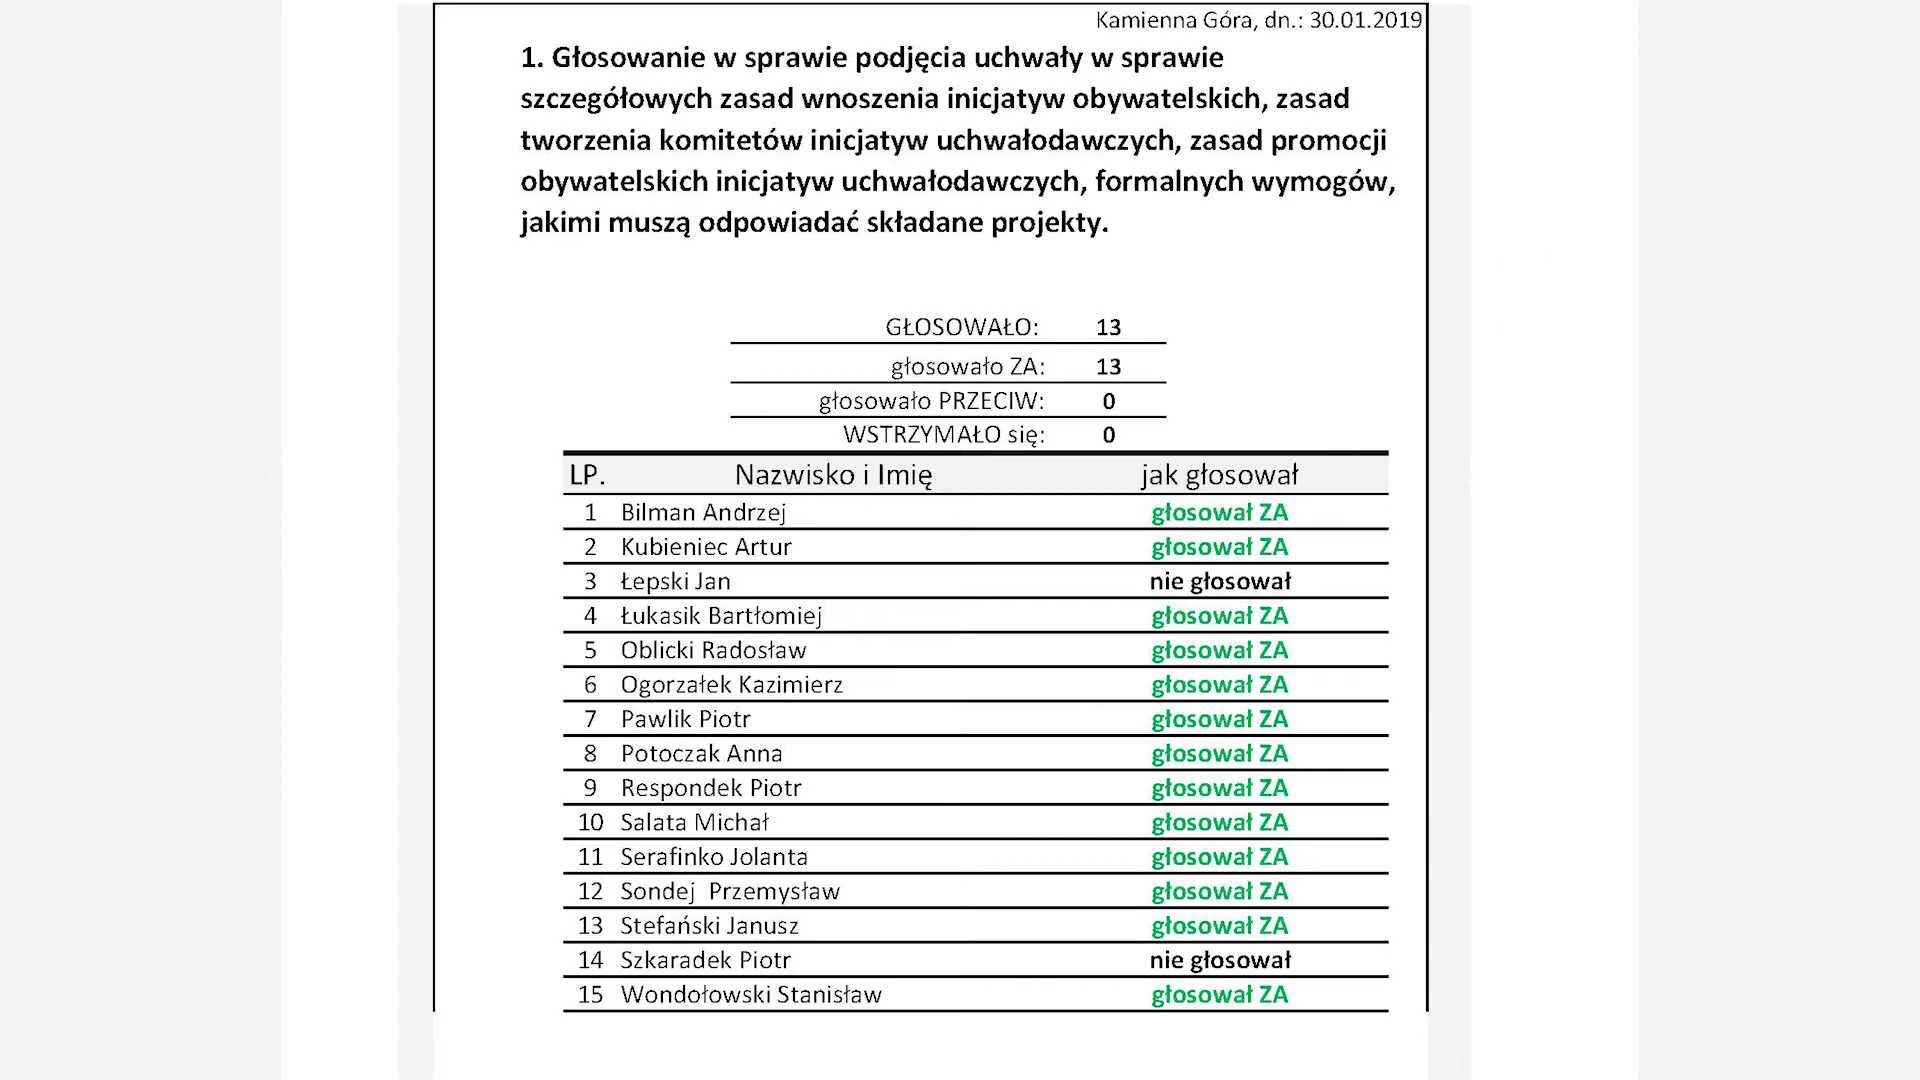 Kamienna Góra, dn.: 30.01.2019
1. Głosowanie w sprawie podjęcia uchwały w sprawie
szczegółowych zasad wnoszenia inicjatyw obywatelskich, zasad
tworzenia komitetów inicjatyw uchwałodawczych, zasad promocji
obywatelskich inicjatyw uchwałodawczych, formalnych wymogów,
jakimi muszą odpowiadać składane projekty.
GŁOSOWAŁO: 13
głosowało ZA: 13
głosowało PRZECIW: 0
WSTRZYMAŁO się: 0
LP. Nazwisko i Imię jak głosował
1 Bilman Andrzej głosował ZA
2 Kubieniec Artur głosował ZA
3 Łepski Jan nie głosował
4 Łukasik Bartłomiej głosował ZA
5 Oblicki Radosław głosował ZA
6 Ogorzałek Kazimierz głosował ZA
7 Pawlik Piotr głosował ZA
8 Potoczak Anna głosował ZA
9 Respondek Piotr głosował ZA
10 Salata Michał głosował ZA
11 Serafinko Jolanta głosował ZA
12 Sondej Przemysław głosował ZA
13 Stefański Janusz głosował ZA
14 Szkaradek Piotr nie głosował
15 Wondołowski Stanisław głosował ZA